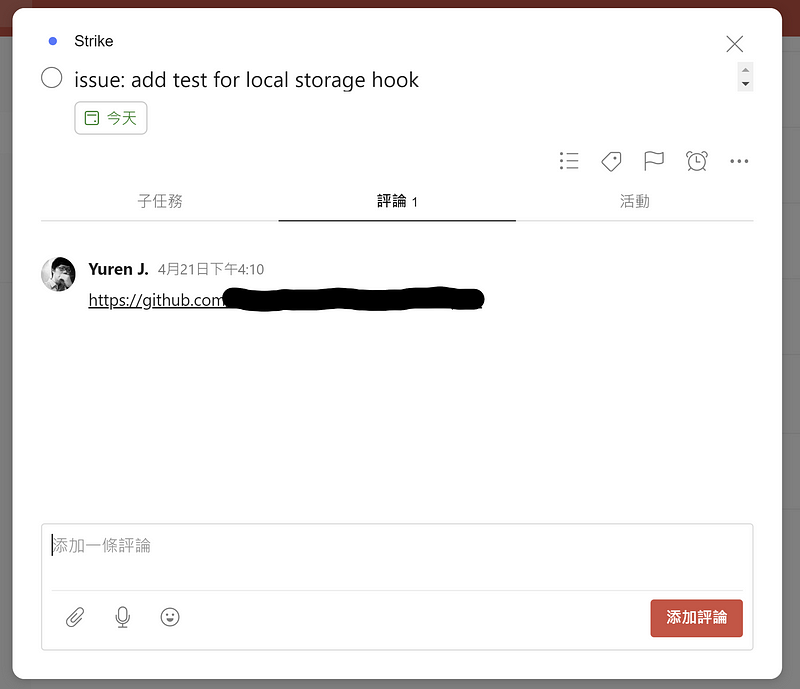 Strike
issue: add test for local storage hook
今天
子任務
評論 1
活動
Yuren J. 4月21日下午4:10
https://github.com
添加一條評論
添加評論